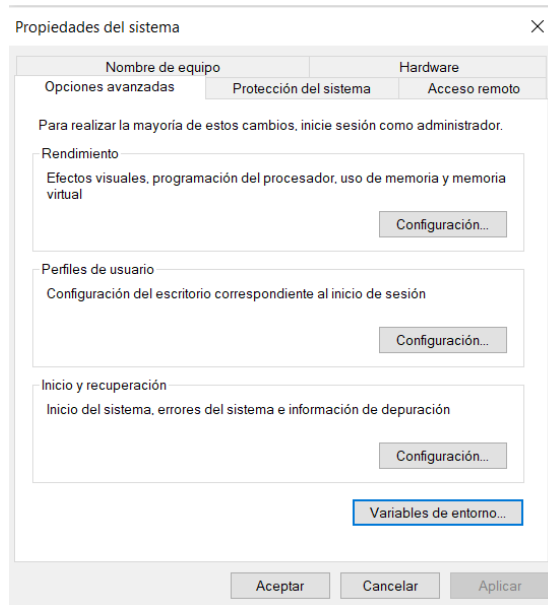 Propiedades del sistema
Nombre de equipo Hardware
Opciones avanzadas Protección del sistema Acceso remoto
Para realizar la mayoría de estos cambios, inicie sesión como administrador.
Rendimiento
Efectos visuales, programación del procesador, uso de memoria y memoria
virtual
Configuración...
Perfiles de usuario
Configuración del escritorio correspondiente al inicio de sesión
Configuración...
Inicio y recuperación
Inicio del sistema, errores del sistema e información de depuración
Configuración...
Variables de entorno...
Aceptar Cancelar Aplicar